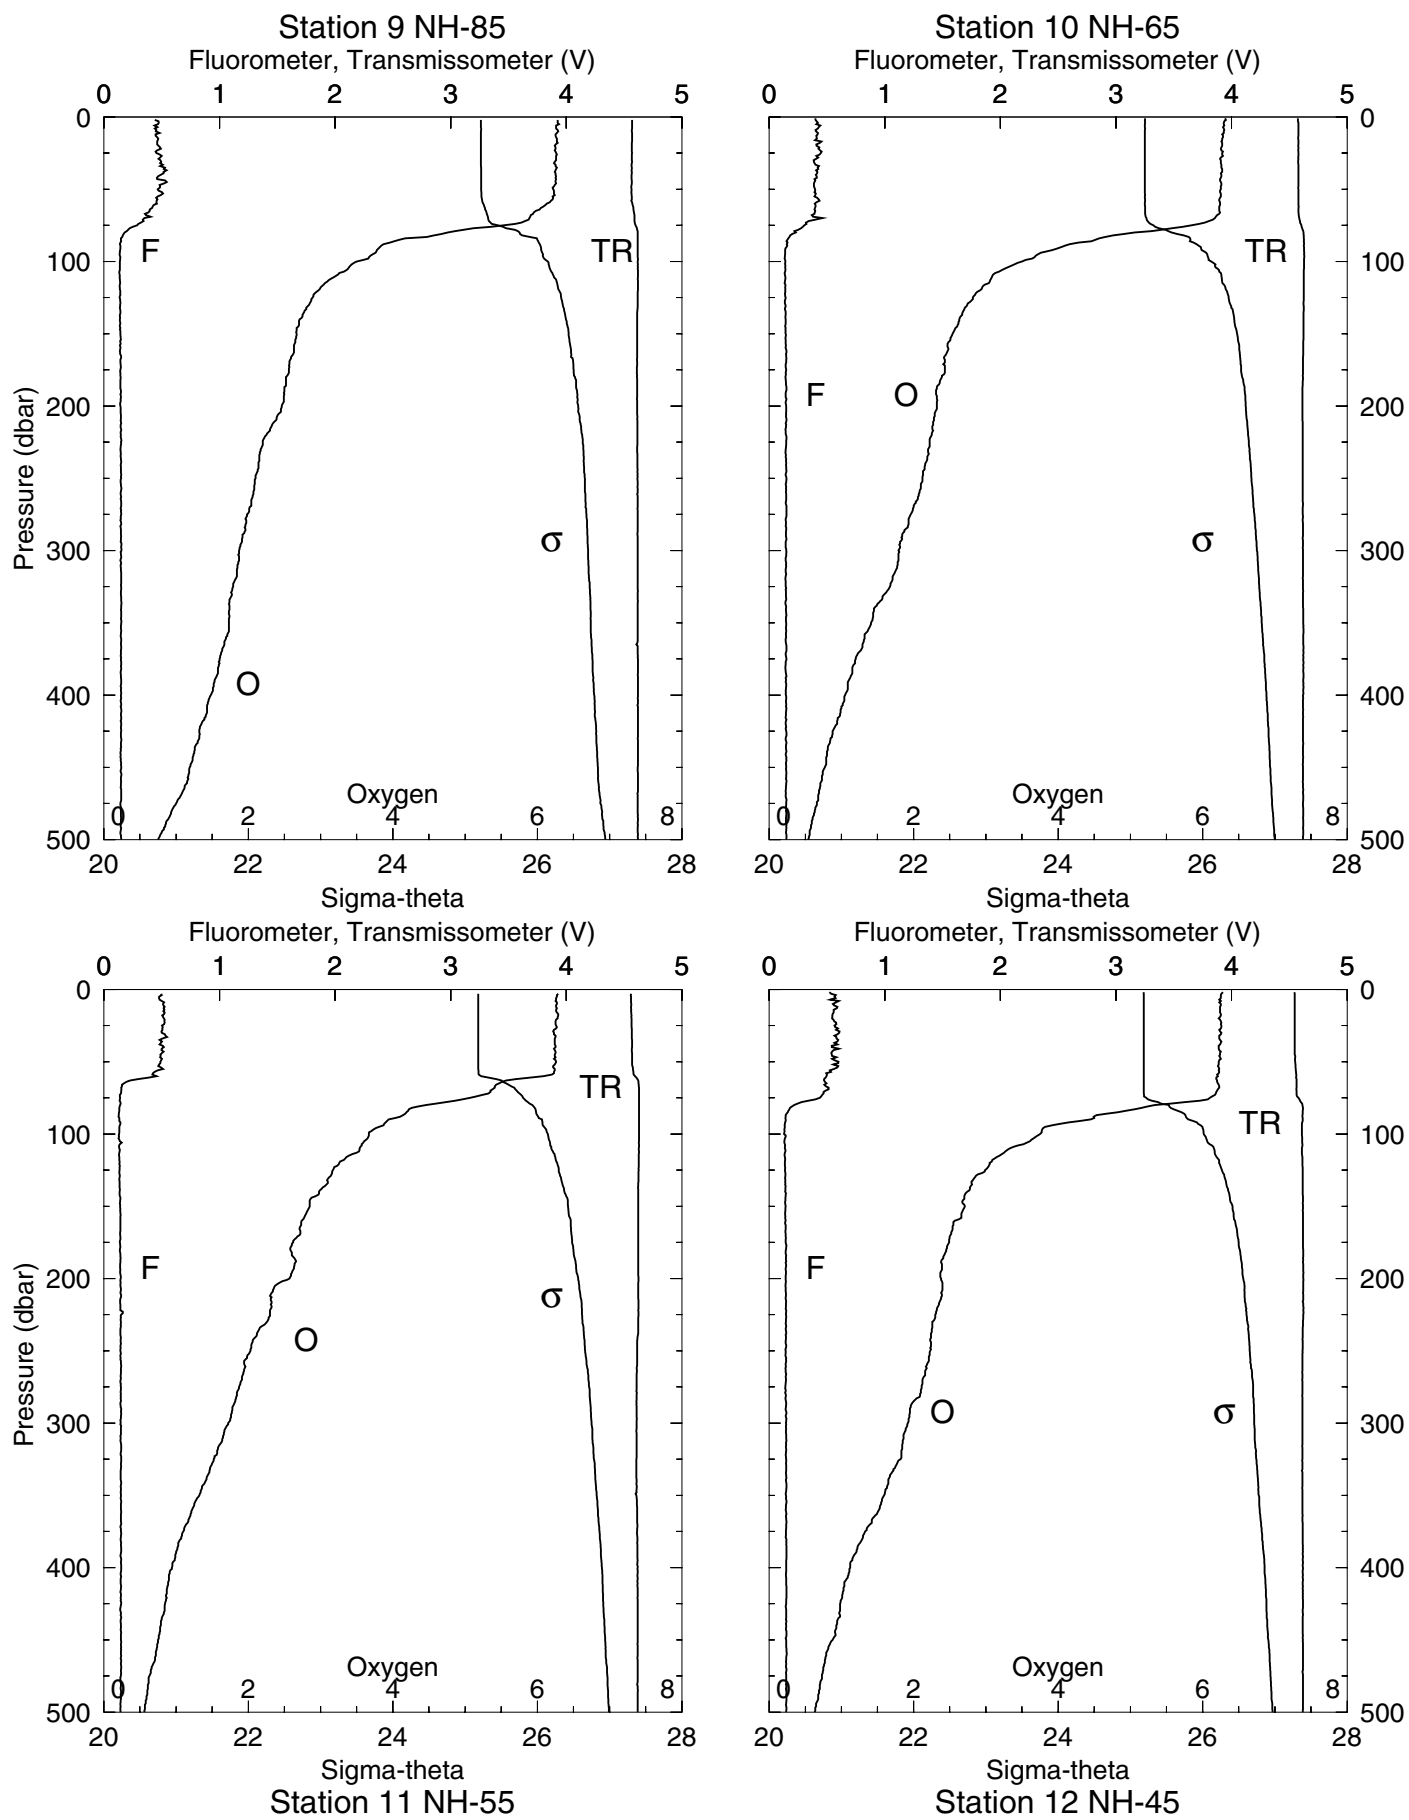 Station 9 NH-85
Fluorometer, Transmissometer (V)
0 1 2 3 4 5
0
100
200
300
400
500
Pressure (dbar)
F
TR
σ
O
Oxygen
0 2 4 6 8
20 22 24 26 28
Sigma-theta
Station 10 NH-65
Fluorometer, Transmissometer (V)
0 1 2 3 4 5
0
100
200
300
400
500
TR
F
O
σ
Oxygen
0 2 4 6 8
20 22 24 26 28
Sigma-theta
Fluorometer, Transmissometer (V)
0 1 2 3 4 5
0
100
200
300
400
500
Pressure (dbar)
TR
F
σ
O
Oxygen
0 2 4 6 8
20 22 24 26 28
Sigma-theta
Station 11 NH-55
Fluorometer, Transmissometer (V)
0 1 2 3 4 5
0
100
200
300
400
500
TR
F
O
σ
Oxygen
0 2 4 6 8
20 22 24 26 28
Sigma-theta
Station 12 NH-45